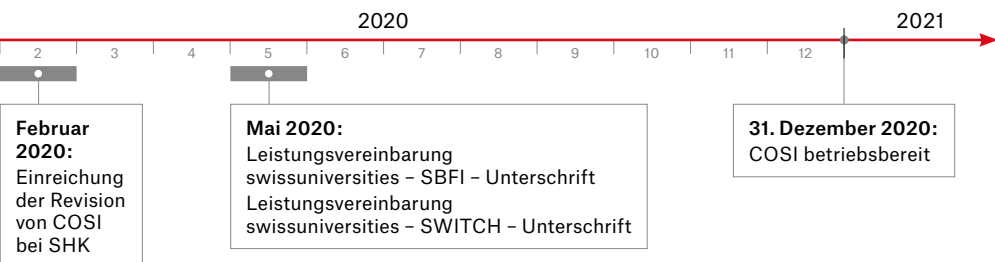 2020
2021
2
3
4
5
6
7
8
9
10
11
12
Februar
2020:
Einreichung
der Revision
von COSI
bei SHK
Mai 2020:
Leistungsvereinbarung
swissuniversities – SBFI – Unterschrift
Leistungsvereinbarung
swissuniversities – SWITCH – Unterschrift
31. Dezember 2020:
COSI betriebsbereit